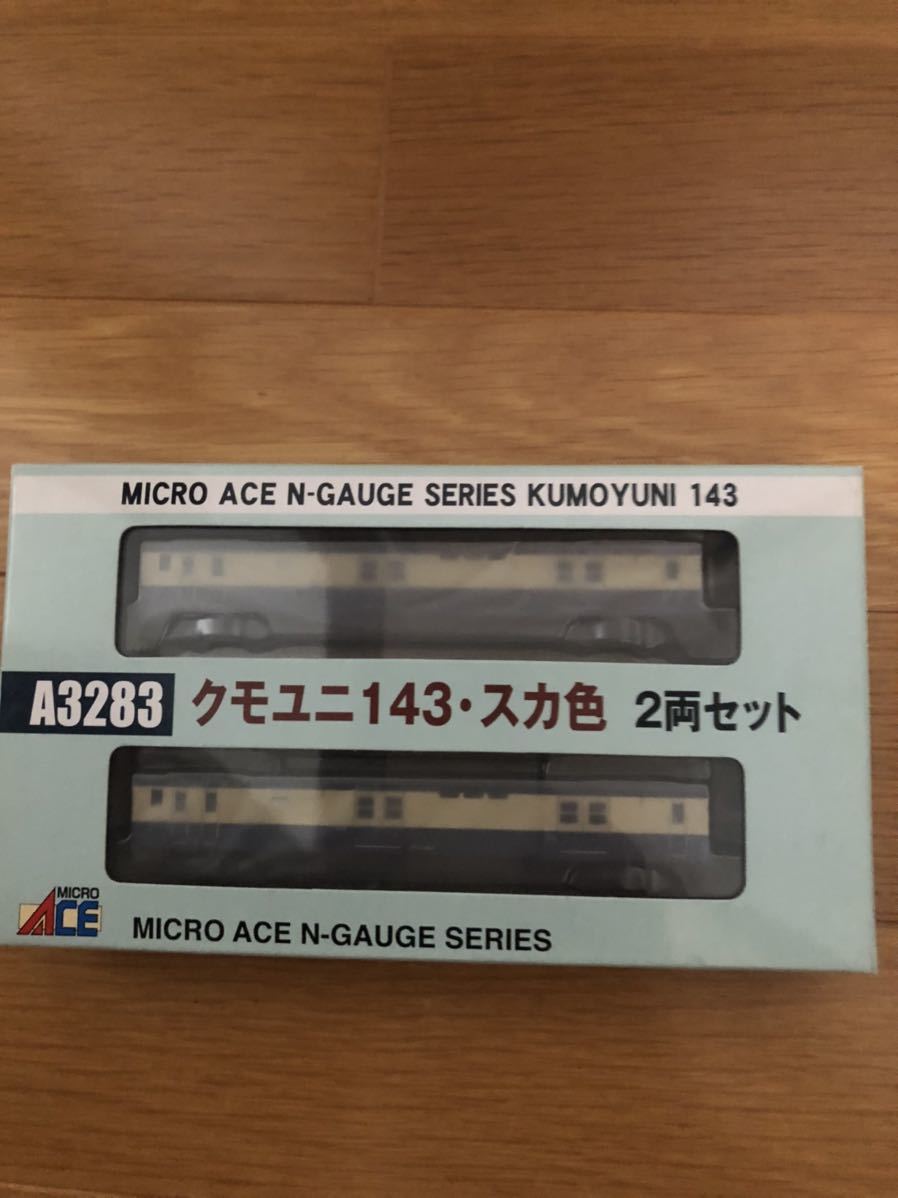 MICRO ACE N-GAUGE SERIES KUMOYUNI 143
A3283 クモユニ143・スカ色 2両セット
MICRO ACE
MICRO ACE N-GAUGE SERIES